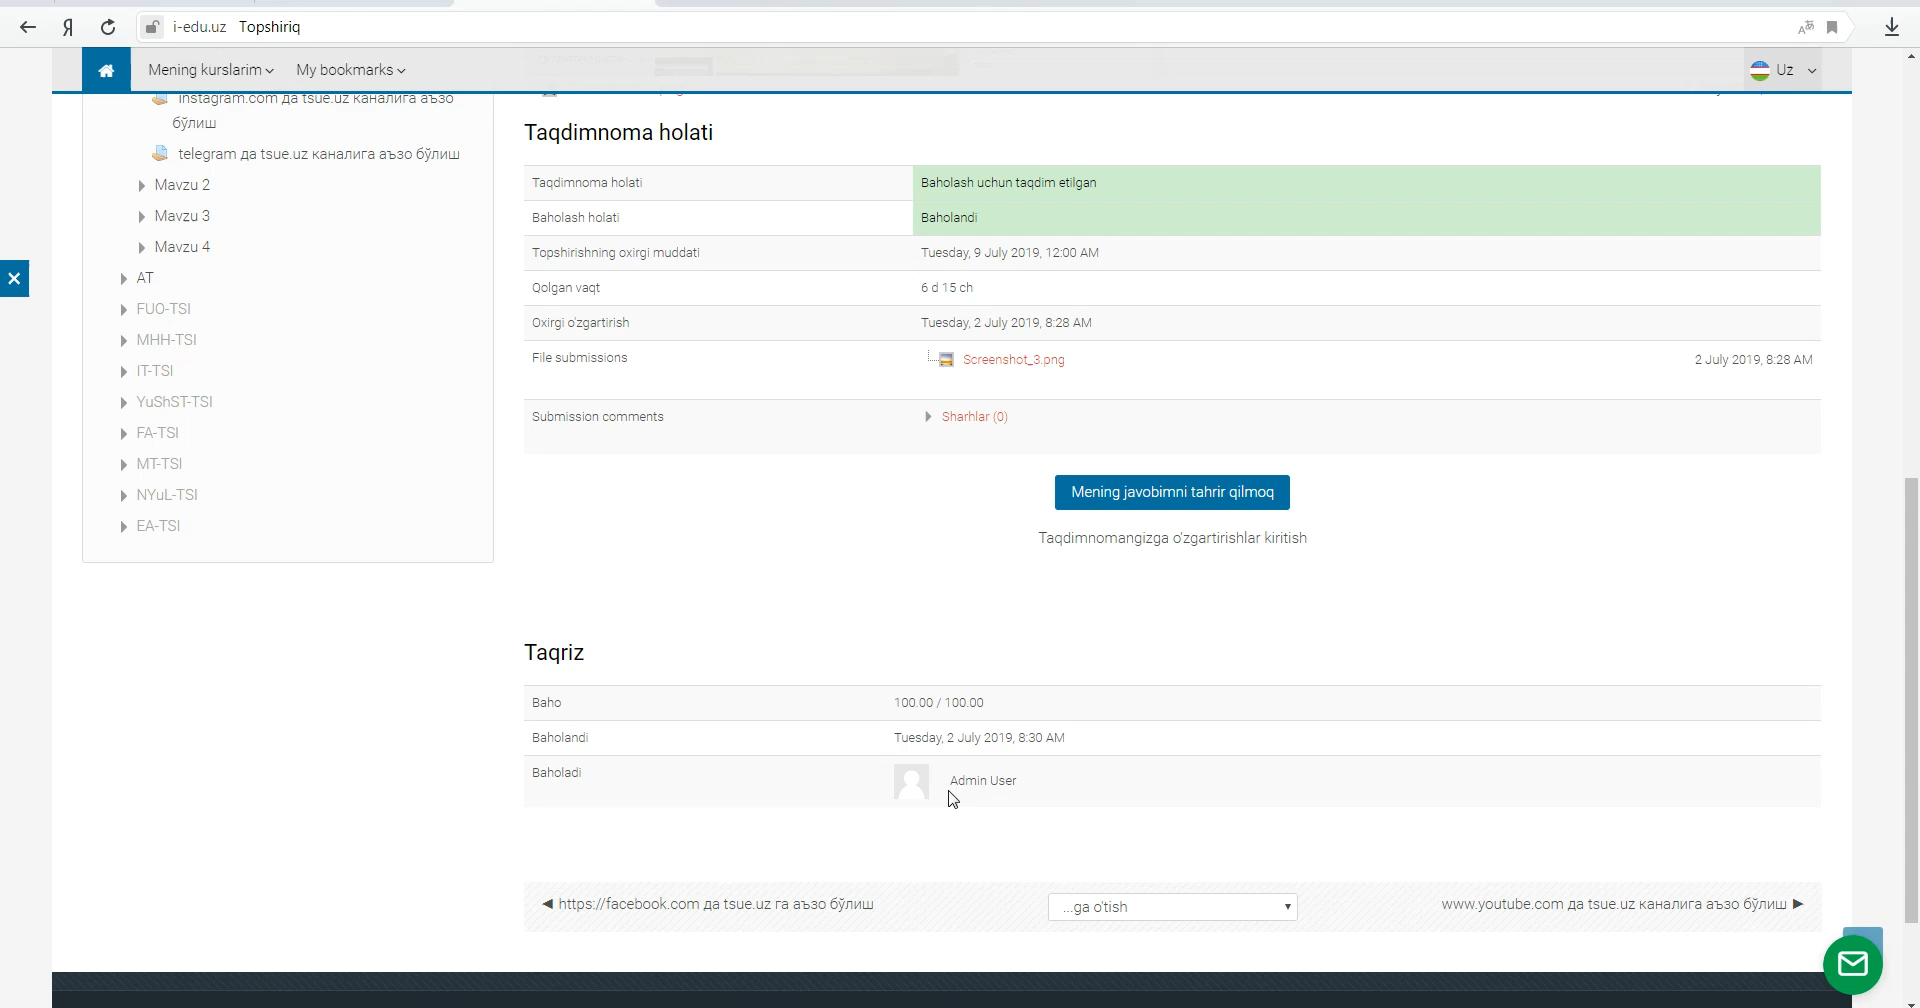 i-edu.uz Topshiriq
Mening kurslarim
My bookmarks
Uz
instagram.com да tsue.uz каналига аъзо
бўлиш
telegram да tsue.uz каналига аъзо бўлиш
Mavzu 2
Mavzu 3
Mavzu 4
AT
FUO-TSI
MHH-TSI
IT-TSI
YuShST-TSI
FA-TSI
MT-TSI
NYuL-TSI
EA-TSI
Taqdimnoma holati
Taqdimnoma holati Baholash uchun taqdim etilgan
Baholash holati Baholandi
Topshirishning oxirgi muddati Tuesday, 9 July 2019, 12:00 AM
Qolgan vaqt 6 d 15 ch
Oxirgi o'zgartirish Tuesday, 2 July 2019, 8:28 AM
File submissions Screenshot_3.png 2 July 2019, 8:28 AM
Submission comments Sharhlar (0)
Mening javobimni tahrir qilmoq
Taqdimnomangizga o'zgartirishlar kiritish
Taqriz
Baho 100.00 / 100.00
Baholandi Tuesday, 2 July 2019, 8:30 AM
Baholadi Admin User
◀ https://facebook.com да tsue.uz га аъзо бўлиш
...ga o'tish
www.youtube.com да tsue.uz каналига аъзо бўлиш ▶